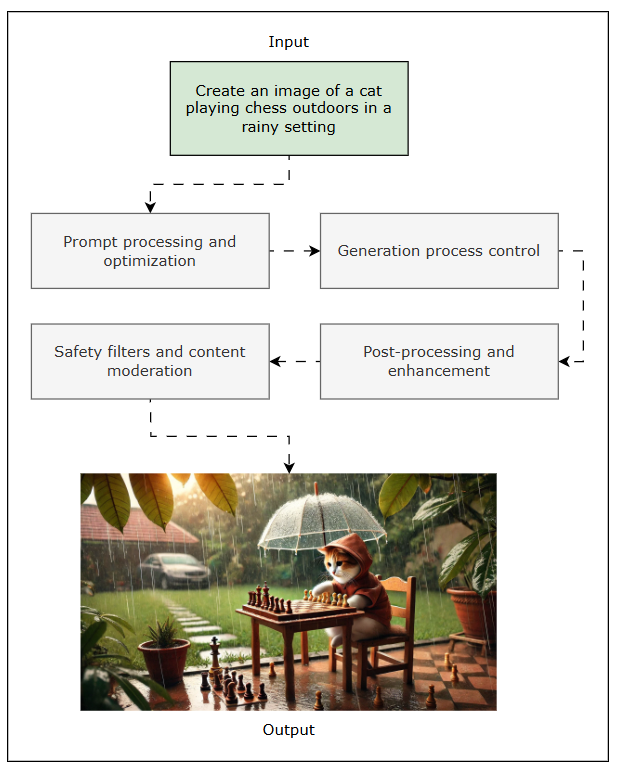 Input
Create an image of a cat
playing chess outdoors in a
rainy setting
Prompt processing and
optimization
Generation process control
Post-processing and
enhancement
Safety filters and content
moderation
Output